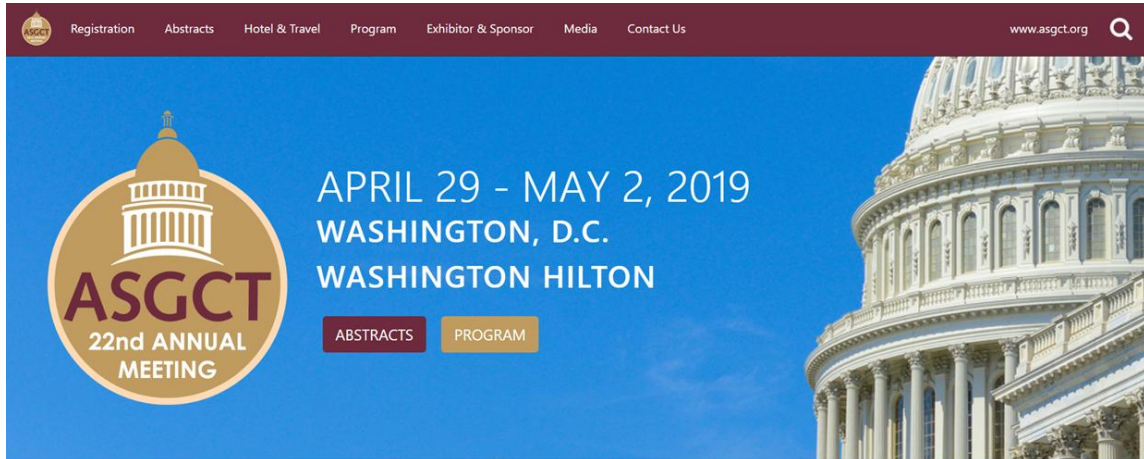 ASGCT
Registration
Abstracts
Hotel & Travel
Program
Exhibitor & Sponsor
Media
Contact Us
www.asgct.org
APRIL 29 - MAY 2, 2019
WASHINGTON, D.C.
WASHINGTON HILTON
ABSTRACTS
PROGRAM
ASGCT
22nd ANNUAL
MEETING